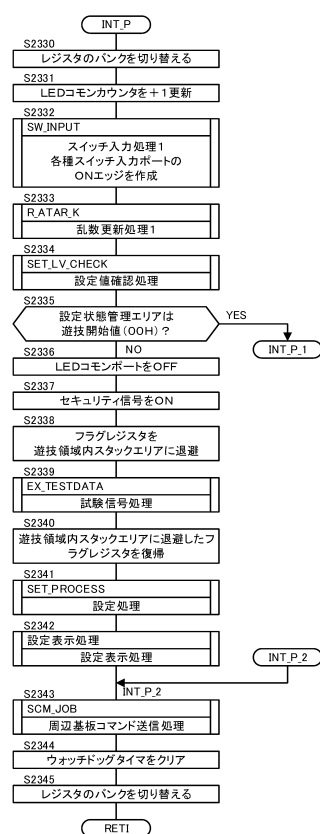 INT_P
S2330
レジスタのバンクを切り替える
S2331
LEDコモンカウンタを＋1更新
S2332
SW_INPUT
スイッチ入力処理1
各種スイッチ入力ポートの
ONエッジを作成
S2333
R_ATAR_K
乱数更新処理1
S2334
SET_LV_CHECK
設定値確認処理
S2335
設定状態管理エリアは
遊技開始値(00H)？
YES
INT_P_1
NO
S2336
LEDコモンポートをOFF
S2337
セキュリティ信号をON
S2338
フラグレジスタを
遊技領域内スタックエリアに退避
S2339
EX_TESTDATA
試験信号処理
S2340
遊技領域内スタックエリアに退避したフ
ラグレジスタを復帰
S2341
SET_PROCESS
設定処理
S2342
設定表示処理
設定表示処理
INT_P_2
INT_P_2
S2343
SCM_JOB
周辺基板コマンド送信処理
S2344
ウォッチドッグタイマをクリア
S2345
レジスタのバンクを切り替える
RETI